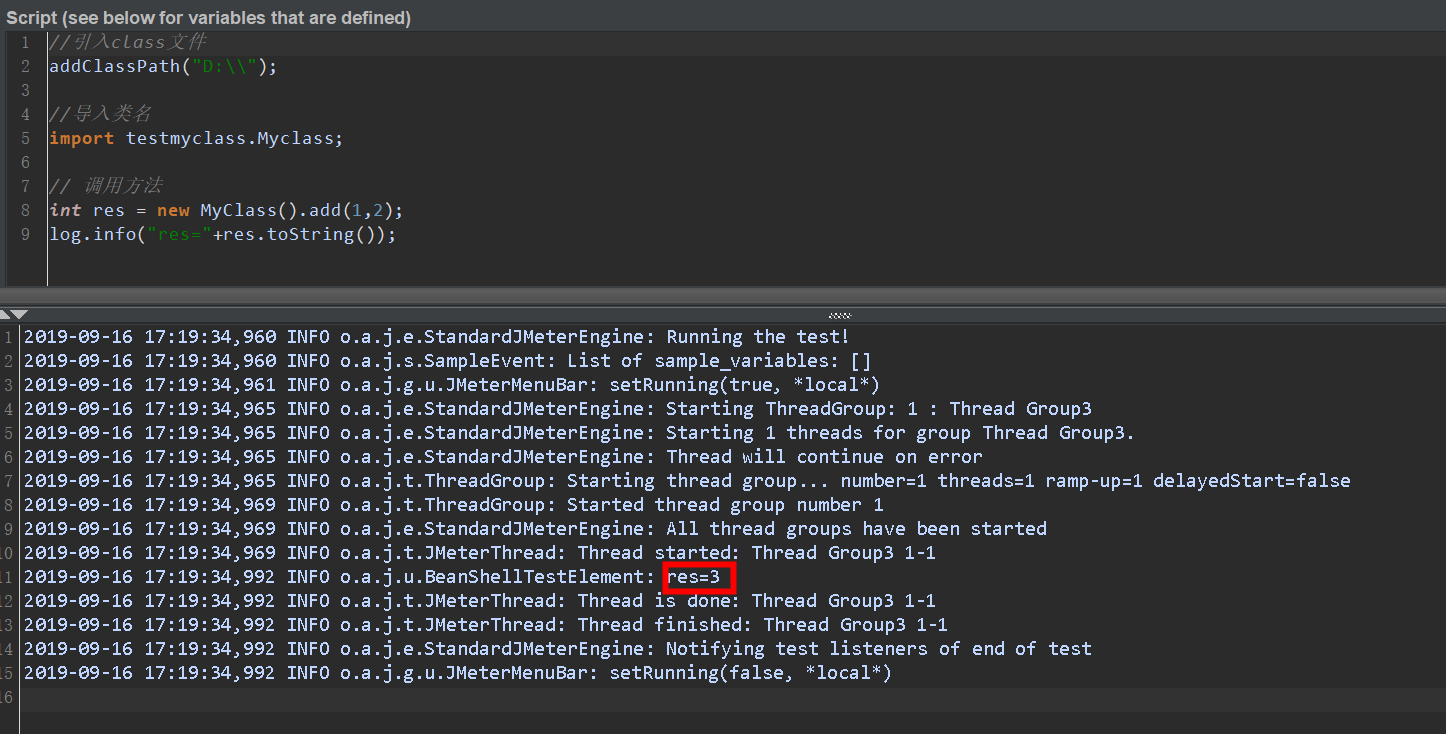 Script (see below for variables that are defined)
1 //引入class文件
2 addClassPath("D:\\");
3
4 //导入类名
5 import testmyclass.Myclass;
6
7 // 调用方法
8 int res = new MyClass().add(1,2);
9 log.info("res="+res.toString());
1 2019-09-16 17:19:34,960 INFO o.a.j.e.StandardJMeterEngine: Running the test!
2 2019-09-16 17:19:34,960 INFO o.a.j.s.SampleEvent: List of sample_variables: []
3 2019-09-16 17:19:34,961 INFO o.a.j.g.u.JMeterMenuBar: setRunning(true, *local*)
4 2019-09-16 17:19:34,965 INFO o.a.j.e.StandardJMeterEngine: Starting ThreadGroup: 1 : Thread Group3
5 2019-09-16 17:19:34,965 INFO o.a.j.e.StandardJMeterEngine: Starting 1 threads for group Thread Group3.
6 2019-09-16 17:19:34,965 INFO o.a.j.e.StandardJMeterEngine: Thread will continue on error
7 2019-09-16 17:19:34,965 INFO o.a.j.t.ThreadGroup: Starting thread group... number=1 threads=1 ramp-up=1 delayedStart=false
8 2019-09-16 17:19:34,969 INFO o.a.j.t.ThreadGroup: Started thread group number 1
9 2019-09-16 17:19:34,969 INFO o.a.j.e.StandardJMeterEngine: All thread groups have been started
10 2019-09-16 17:19:34,969 INFO o.a.j.t.JMeterThread: Thread started: Thread Group3 1-1
11 2019-09-16 17:19:34,992 INFO o.a.j.u.BeanShellTestElement: res=3
12 2019-09-16 17:19:34,992 INFO o.a.j.t.JMeterThread: Thread is done: Thread Group3 1-1
13 2019-09-16 17:19:34,992 INFO o.a.j.t.JMeterThread: Thread finished: Thread Group3 1-1
14 2019-09-16 17:19:34,992 INFO o.a.j.e.StandardJMeterEngine: Notifying test listeners of end of test
15 2019-09-16 17:19:34,992 INFO o.a.j.g.u.JMeterMenuBar: setRunning(false, *local*)
16